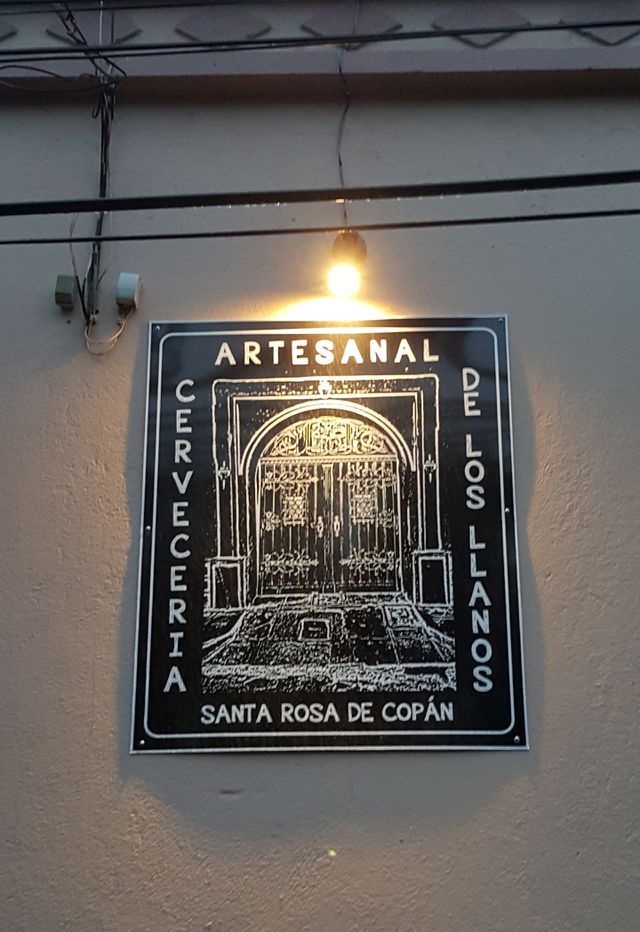 CERVECERIA
ARTESANAL
DE LOS LLANOS
SANTA ROSA DE COPÁN